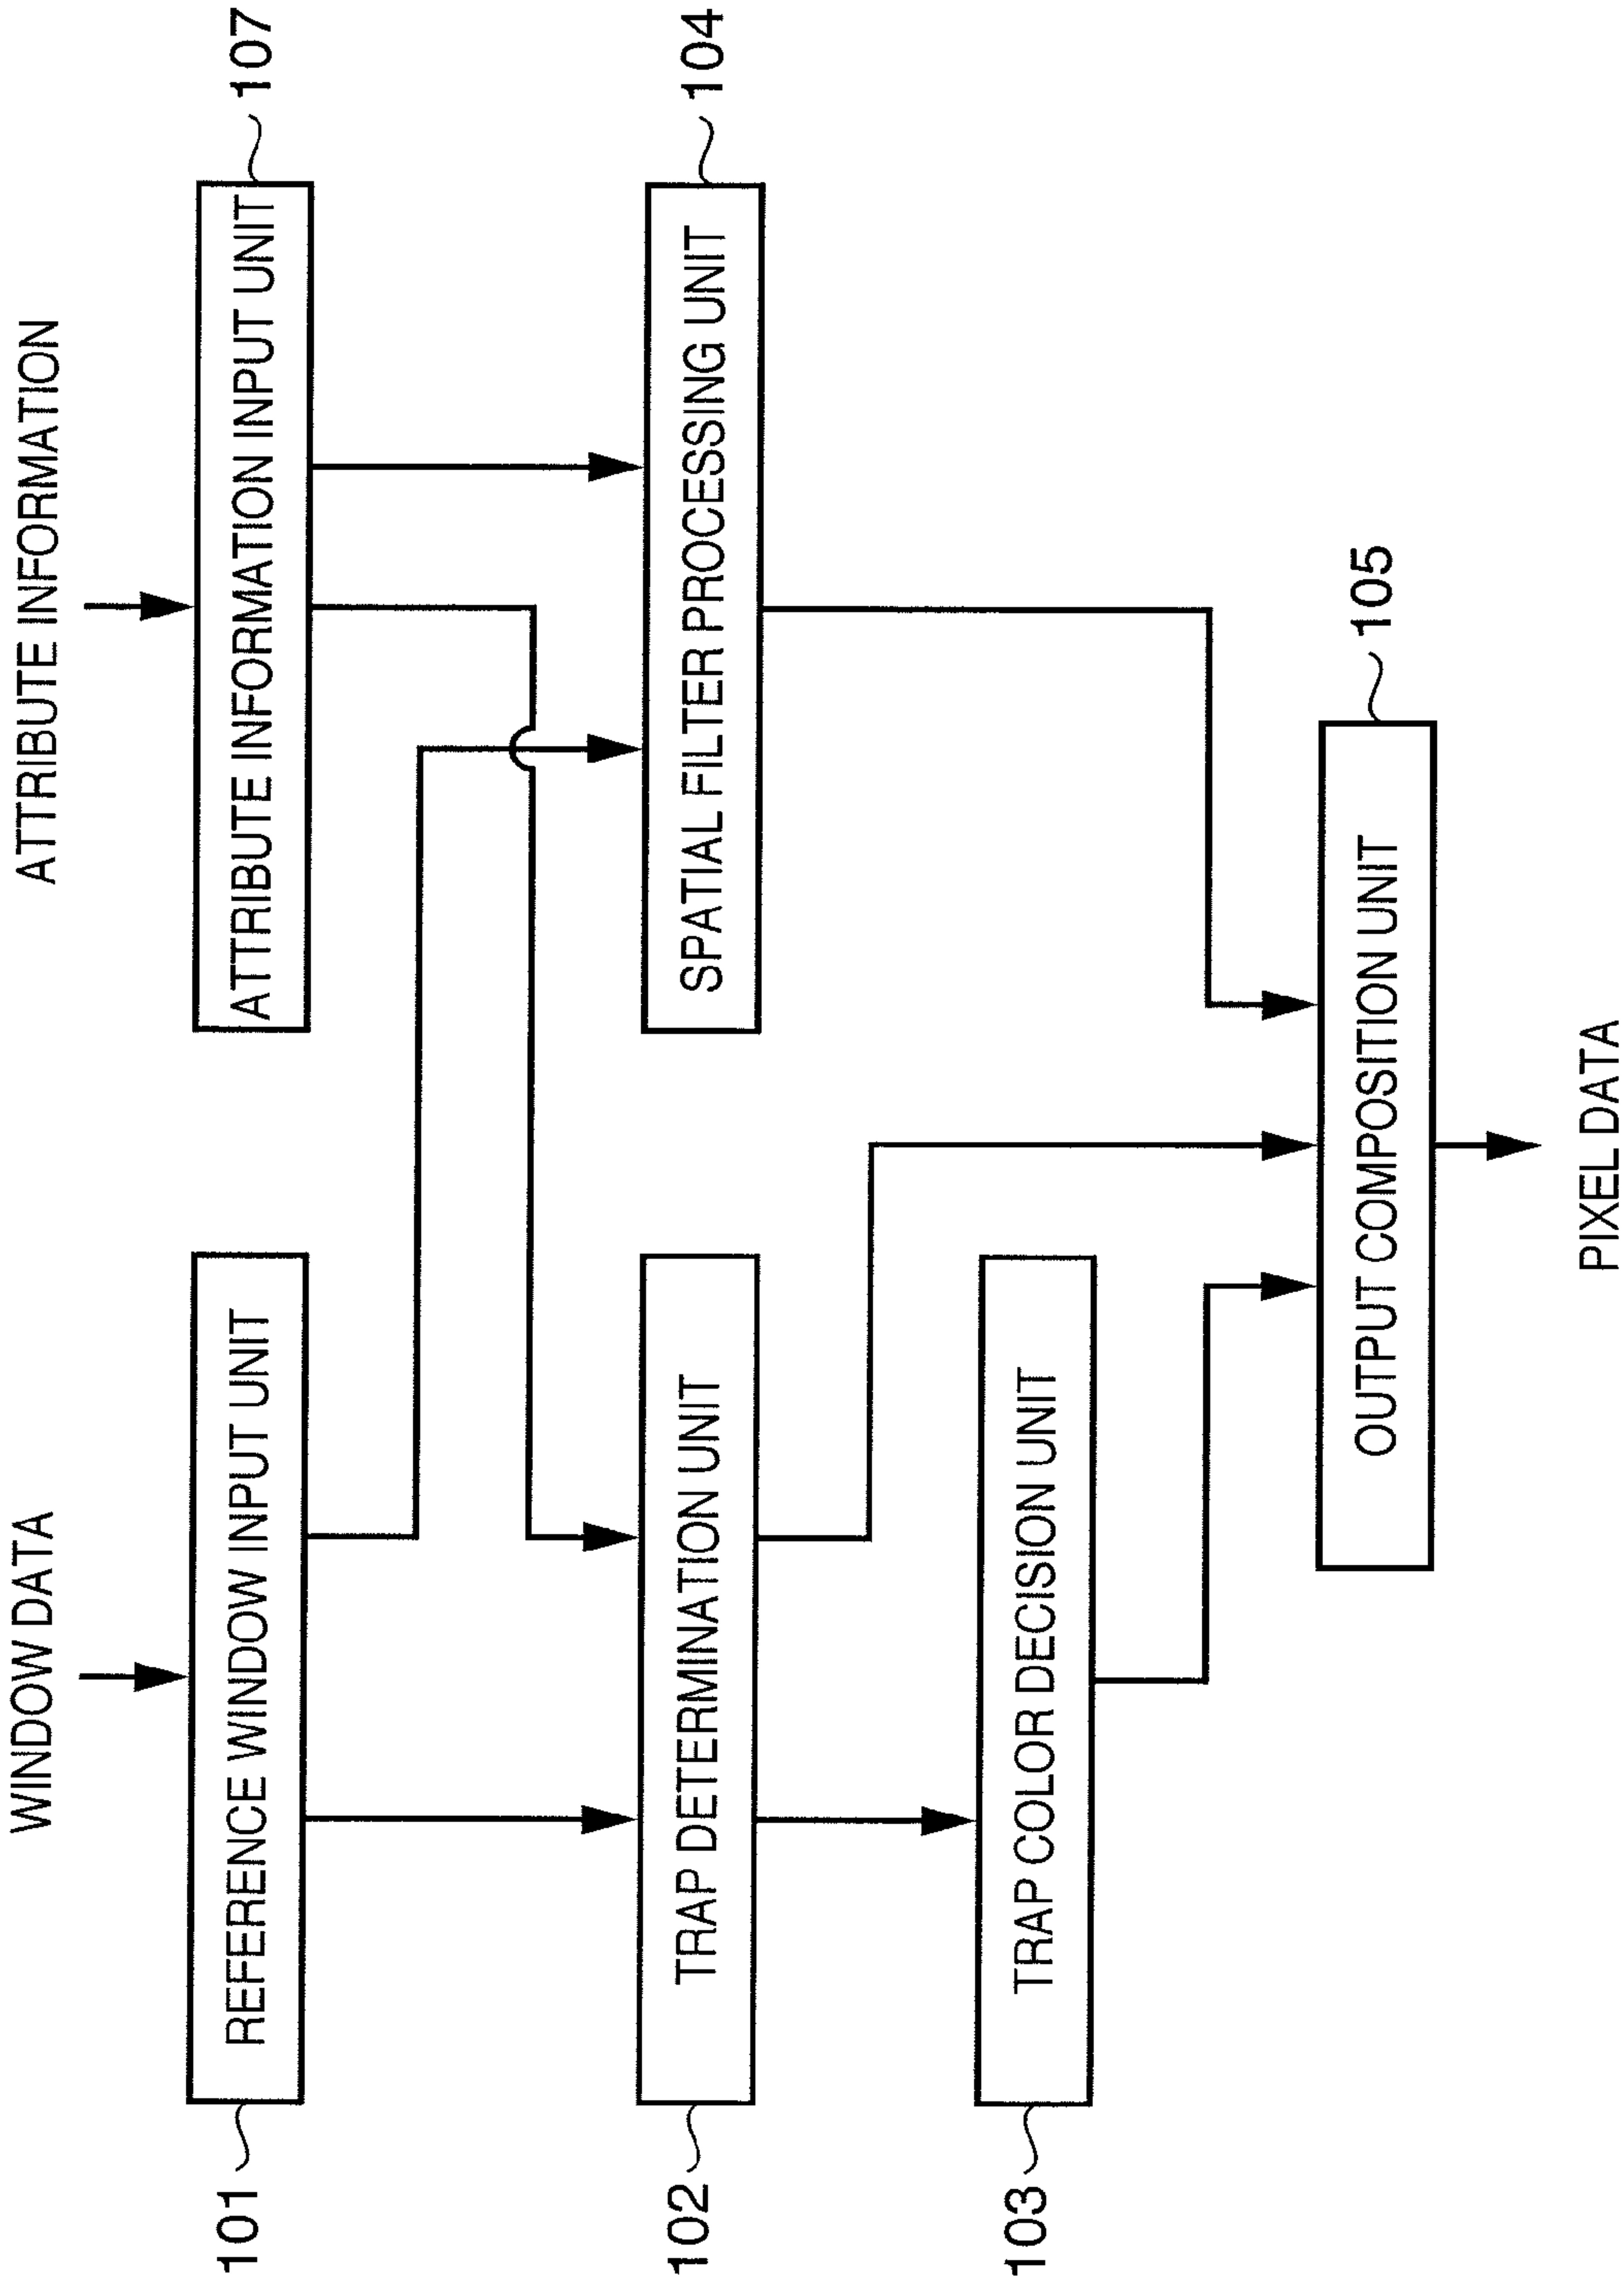 WINDOW DATA
ATTRIBUTE INFORMATION
101
REFERENCE WINDOW INPUT UNIT
ATTRIBUTE INFORMATION INPUT UNIT
107
102
TRAP DETERMINATION UNIT
SPATIAL FILTER PROCESSING UNIT
104
103
TRAP COLOR DECISION UNIT
OUTPUT COMPOSITION UNIT
105
PIXEL DATA